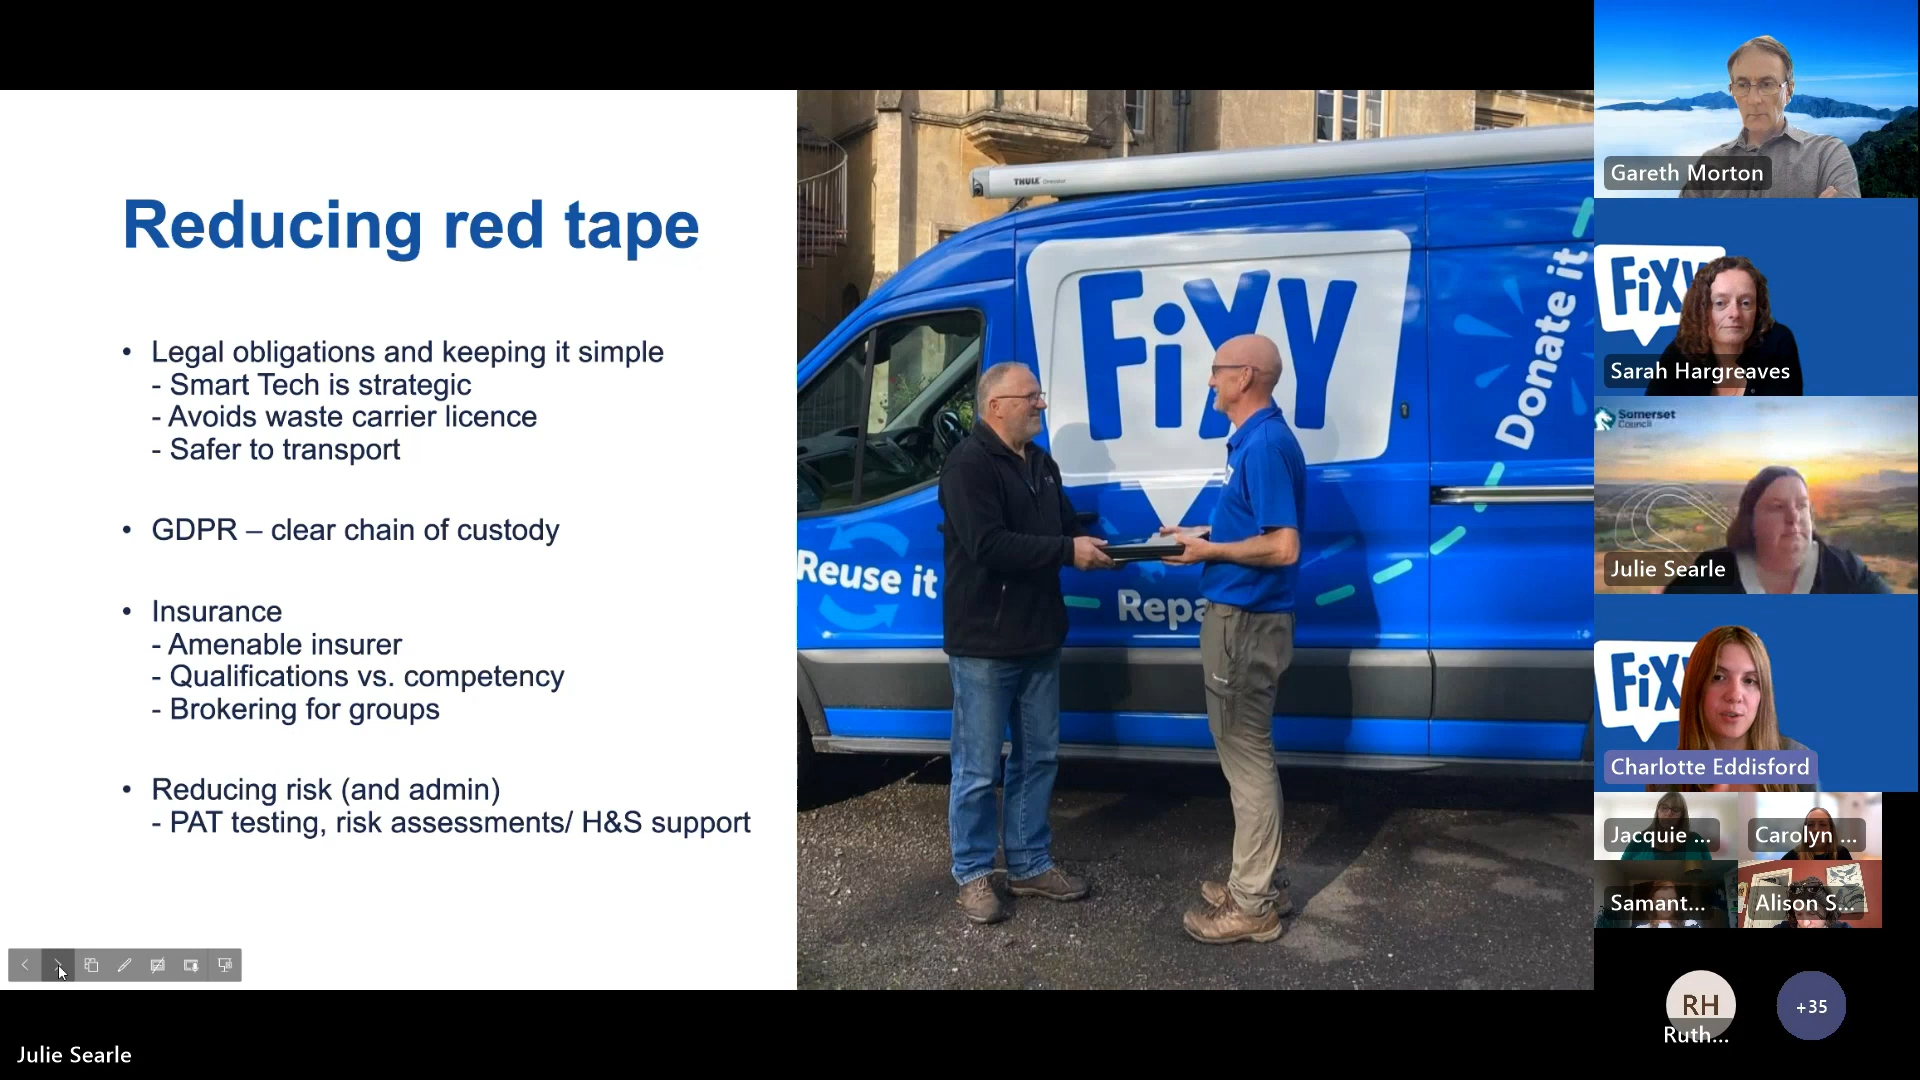 Reducing red tape
• Legal obligations and keeping it simple
- Smart Tech is strategic
- Avoids waste carrier licence
- Safer to transport
• GDPR – clear chain of custody
• Insurance
- Amenable insurer
- Qualifications vs. competency
- Brokering for groups
• Reducing risk (and admin)
- PAT testing, risk assessments/ H&S support
THULE
FiXY
Donate it
Reuse it
Repa
Gareth Morton
FiXY
Sarah Hargreaves
Somerset
Council
Julie Searle
FiX
Charlotte Eddisford
Jacquie ...
Carolyn ...
Samant...
Alison S...
RH
Ruth...
+35
Julie Searle